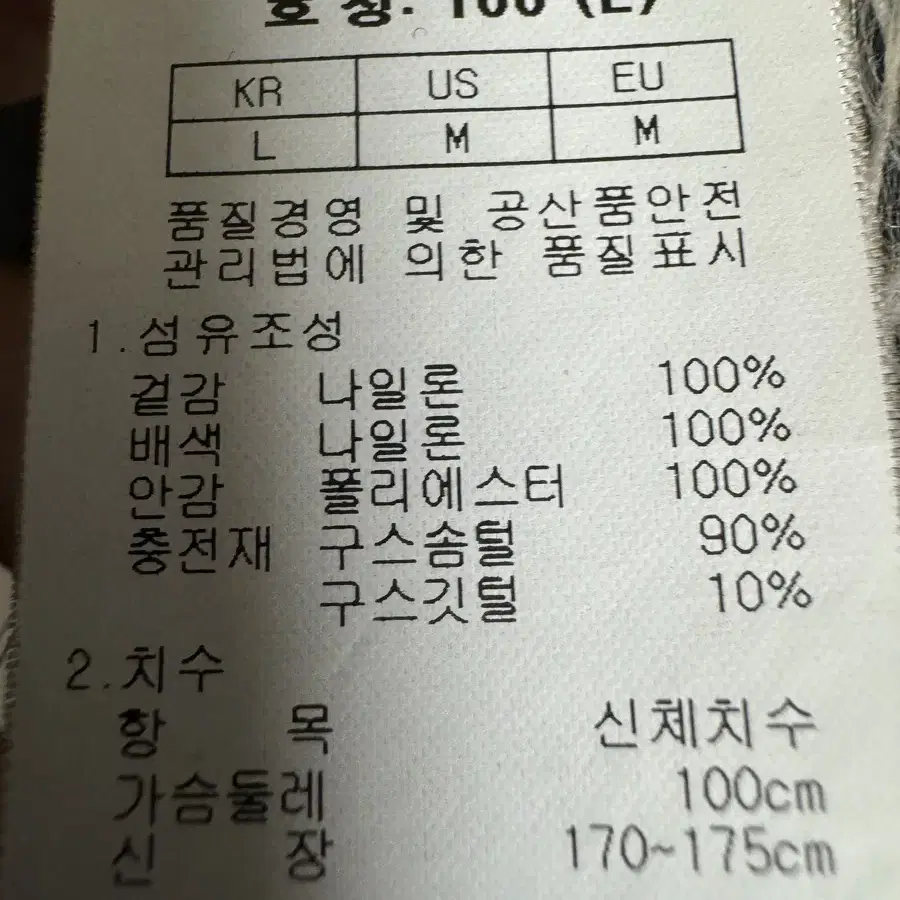 호 칭: 100 (L)
KR US EU
L M M
품질경영 및 공산품안전
관리법에 의한 품질표시
1.섬유조성
겉감 나일론 100%
배색 나일론 100%
안감 폴리에스터 100%
충전재 구스솜털 90%
구스깃털 10%
2.치수
항 목 신체치수
가슴둘레 100cm
신 장 170~175cm